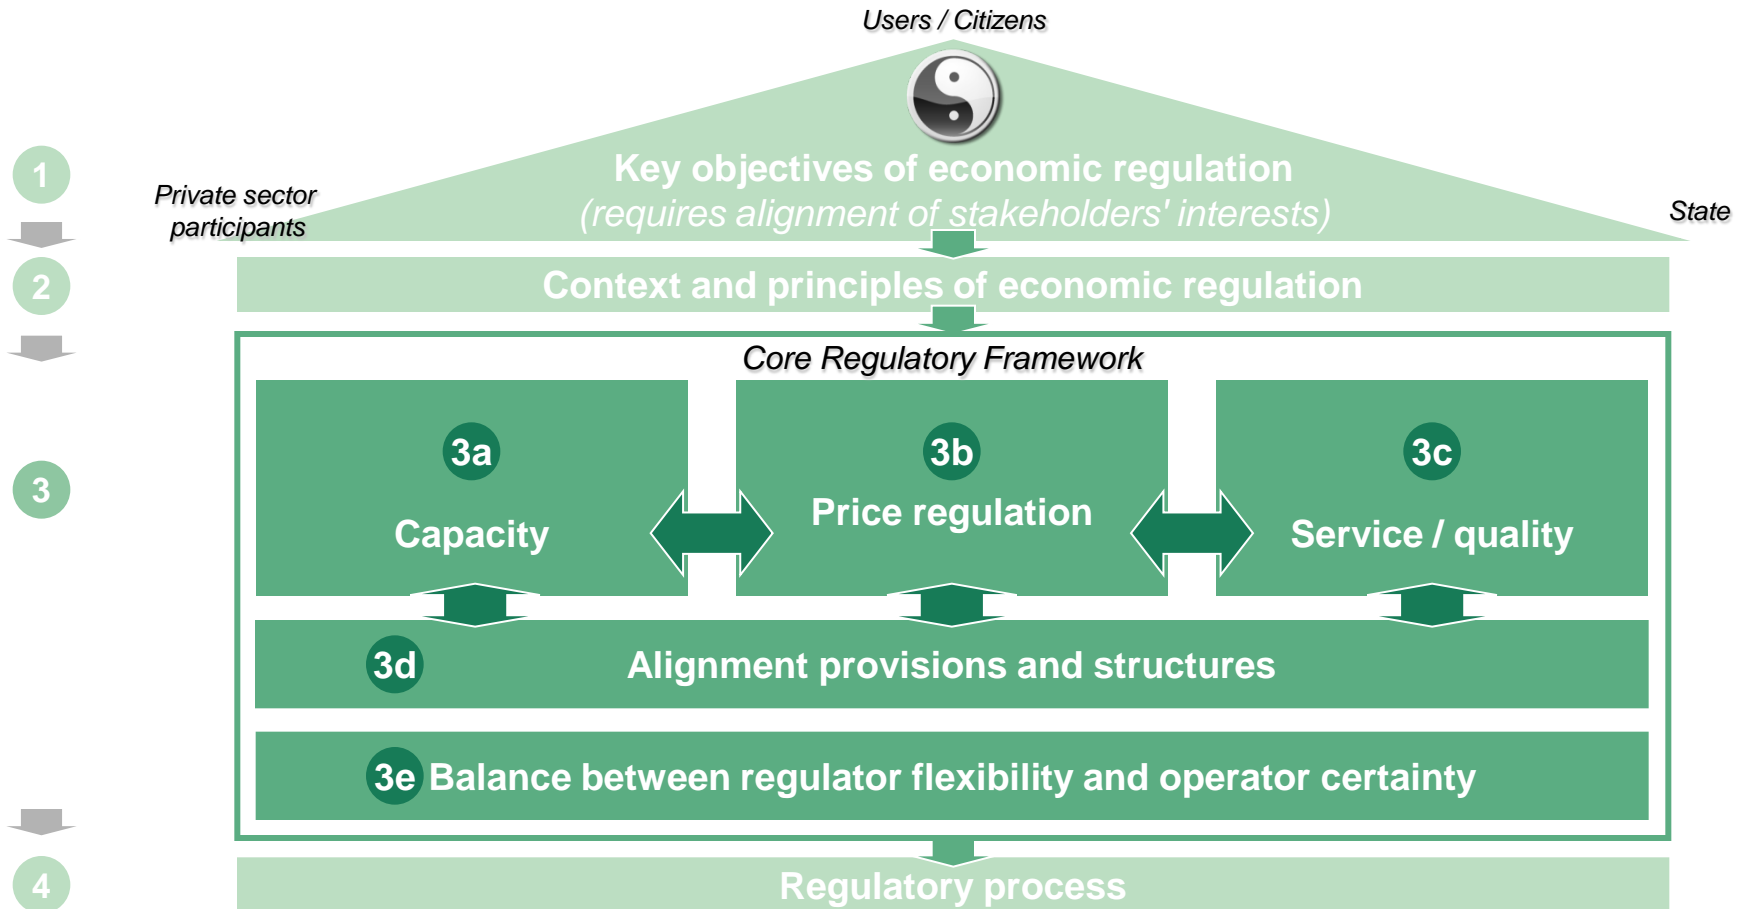 Users / Citizens
1
Key objectives of economic regulation
Private sector
participants
(requires alignment of stakeholders' interests)
State
2
Context and principles of economic regulation
Core Regulatory Framework
3
3a
Capacity
3b
Price regulation
3c
Service / quality
3d
Alignment provisions and structures
3e
Balance between regulator flexibility and operator certainty
4
Regulatory process